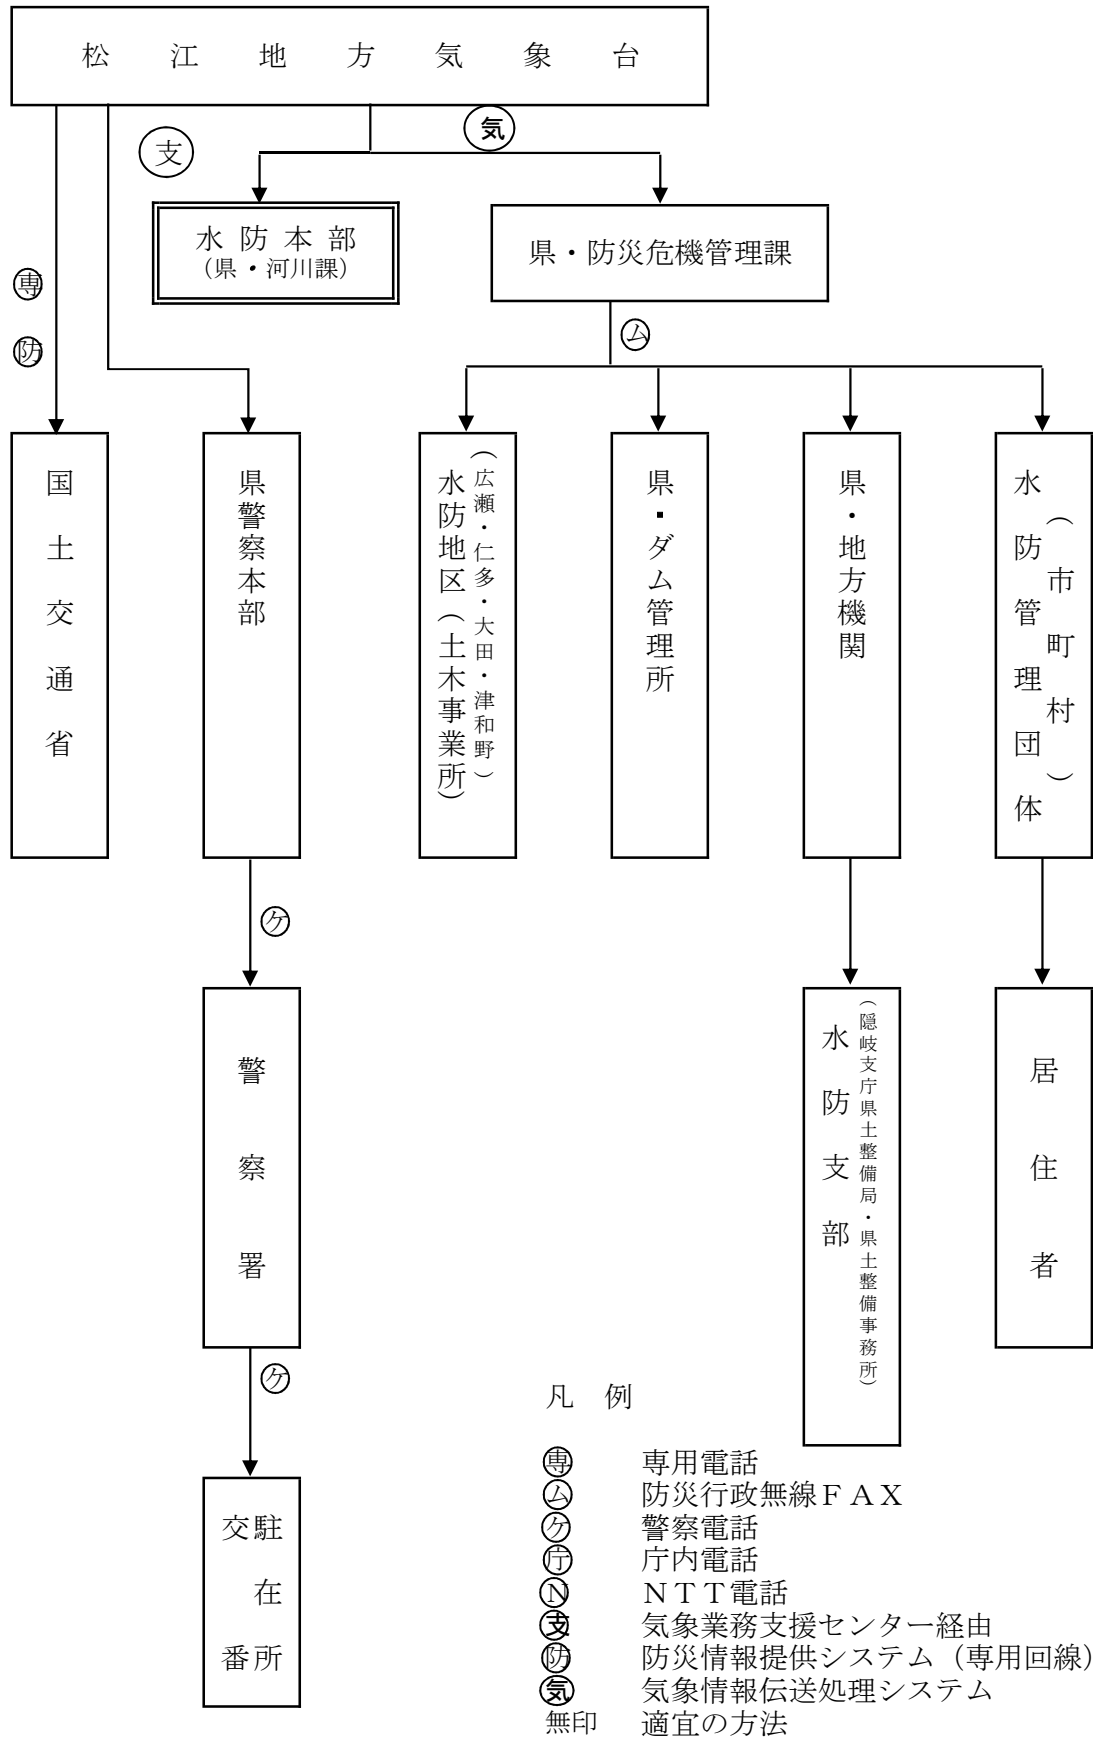 松江地方気象台
気
支
水防本部
(県・河川課)
県・防災危機管理課
専
防
ム
国土交通省
県警察本部
水防地区(土木事業所)
(広瀬・仁多・大田・津和野)
県・ダム管理所
県・地方機関
水防管理団体
(市町村)
ケ
警察署
水防支部
(隠岐支庁県土整備局・県土整備事務所)
居住者
ケ
駐在所
交番
凡 例
専 専用電話
ム 防災行政無線FAX
ケ 警察電話
庁 庁内電話
N NTT電話
支 気象業務支援センター経由
防 防災情報提供システム(専用回線)
気 気象情報伝送処理システム
無印 適宜の方法